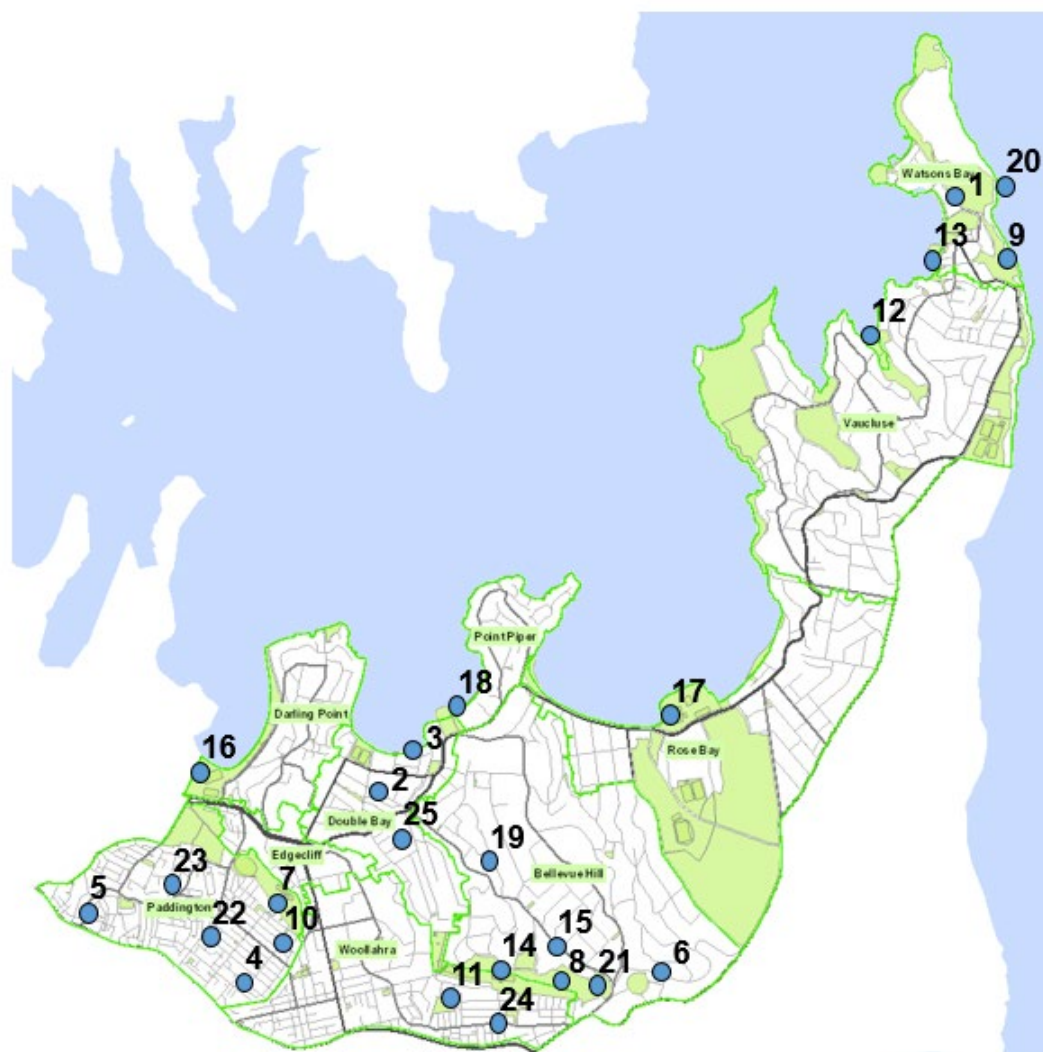 20
Watsons Bay
1
13
9
12
Vaucluse
Point Piper
18
Darling Point
17
3
16
Rose Bay
2
Double Bay
25
19
Edgecliff
Bellevue Hill
23
7
5
Paddington
22
10
15
Woollahra
14
6
4
8
21
11
24